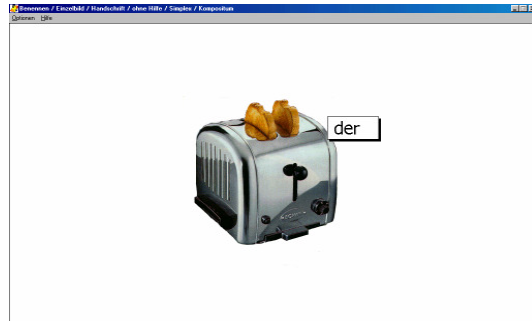 Benennen / Einzelbild / Handschrift / ohne Hilfe / Simplex / Kompositum
Optionen Hilfe
der